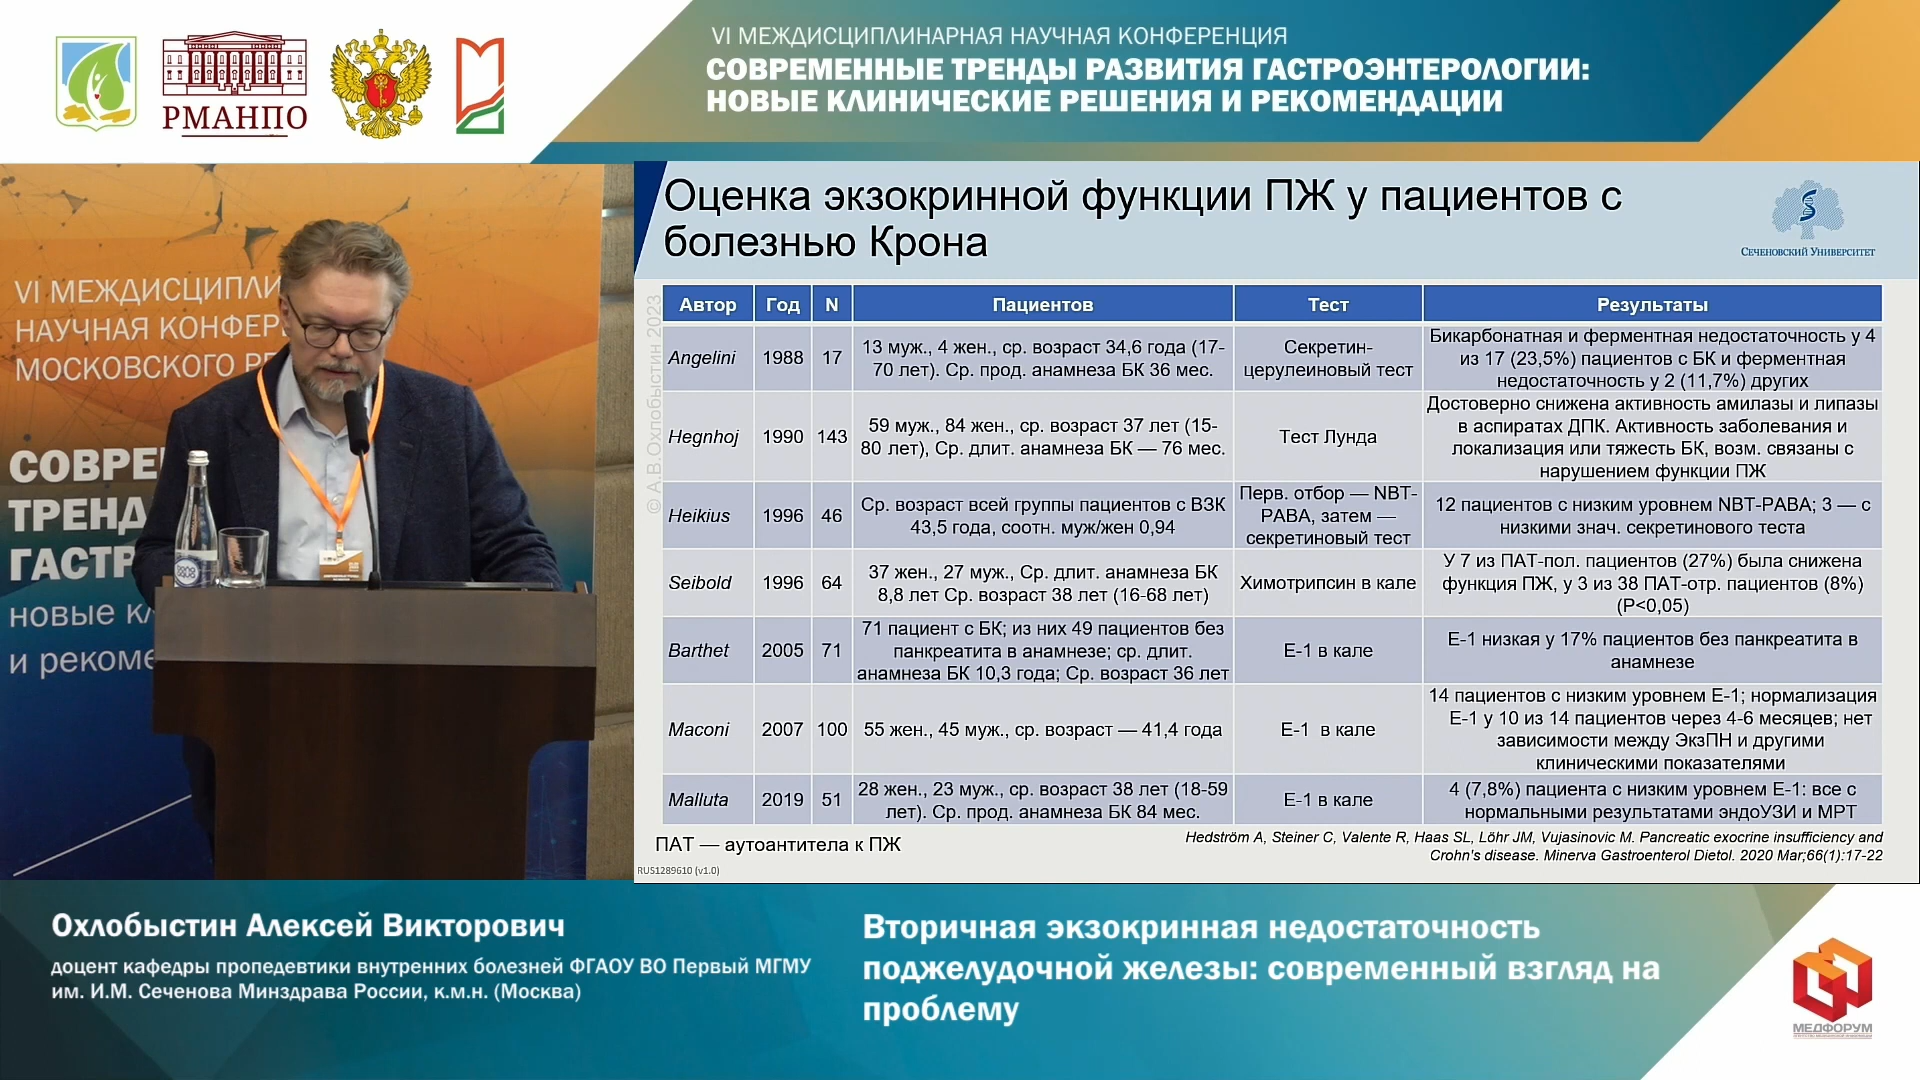 РМАНПО
VI МЕЖДИСЦИПЛИНАРНАЯ НАУЧНАЯ КОНФЕРЕНЦИЯ
СОВРЕМЕННЫЕ ТРЕНДЫ РАЗВИТИЯ ГАСТРОЭНТЕРОЛОГИИ:
НОВЫЕ КЛИНИЧЕСКИЕ РЕШЕНИЯ И РЕКОМЕНДАЦИИ
VI МЕЖДИСЦИПЛИ
НАУЧНАЯ КОНФЕР
МОСКОВСКОГО РЕ
СОВРЕ
ТРЕНД
ГАСТР
новые кл
и рекоме
Оценка экзокринной функции ПЖ у пациентов с
болезнью Крона
СЕЧЕНОВСКИЙ УНИВЕРСИТЕТ
© А.В.Охлобыстин 2023
Автор Год N Пациентов Тест Результаты
Angelini 1988 17 13 муж., 4 жен., ср. возраст 34,6 года (17-
70 лет). Ср. прод. анамнеза БК 36 мес.
Секретин-
церулеиновый тест
Бикарбонатная и ферментная недостаточность у 4
из 17 (23,5%) пациентов с БК и ферментная
недостаточность у 2 (11,7%) других
Hegnhoj 1990 143 59 муж., 84 жен., ср. возраст 37 лет (15-
80 лет), Ср. длит. анамнеза БК — 76 мес.
Тест Лунда
Достоверно снижена активность амилазы и липазы
в аспиратах ДПК. Активность заболевания и
локализация или тяжесть БК, возм. связаны с
нарушением функции ПЖ
Heikius 1996 46 Ср. возраст всей группы пациентов с ВЗК
43,5 года, соотн. муж/жен 0,94
Перв. отбор — NBT-
PABA, затем —
секретиновый тест
12 пациентов с низким уровнем NBT-PABA; 3 — с
низкими знач. секретинового теста
Seibold 1996 64 37 жен., 27 муж., Ср. длит. анамнеза БК
8,8 лет Ср. возраст 38 лет (16-68 лет)
Химотрипсин в кале
У 7 из ПАТ-пол. пациентов (27%) была снижена
функция ПЖ, у 3 из 38 ПАТ-отр. пациентов (8%)
(P<0,05)
Barthet 2005 71 71 пациент с БК; из них 49 пациентов без
панкреатита в анамнезе; ср. длит.
анамнеза БК 10,3 года; Ср. возраст 36 лет
Е-1 в кале
Е-1 низкая у 17% пациентов без панкреатита в
анамнезе
Maconi 2007 100 55 жен., 45 муж., ср. возраст — 41,4 года
Е-1 в кале
14 пациентов с низким уровнем Е-1; нормализация
Е-1 у 10 из 14 пациентов через 4-6 месяцев; нет
зависимости между ЭкзПН и другими
клиническими показателями
Malluta 2019 51 28 жен., 23 муж., ср. возраст 38 лет (18-59
лет). Ср. прод. анамнеза БК 84 мес.
Е-1 в кале
4 (7,8%) пациента с низким уровнем Е-1: все с
нормальными результатами эндоУЗИ и МРТ
ПАТ — аутоантитела к ПЖ
Hedström A, Steiner C, Valente R, Haas SL, Löhr JM, Vujasinovic M. Pancreatic exocrine insufficiency and
Crohn's disease. Minerva Gastroenterol Dietol. 2020 Mar;66(1):17-22
RUS1289610 (v1.0)
Охлобыстин Алексей Викторович
доцент кафедры пропедевтики внутренних болезней ФГАОУ ВО Первый МГМУ
им. И.М. Сеченова Минздрава России, к.м.н. (Москва)
Вторичная экзокринная недостаточность
поджелудочной железы: современный взгляд на
проблему
МЕДФОРУМ